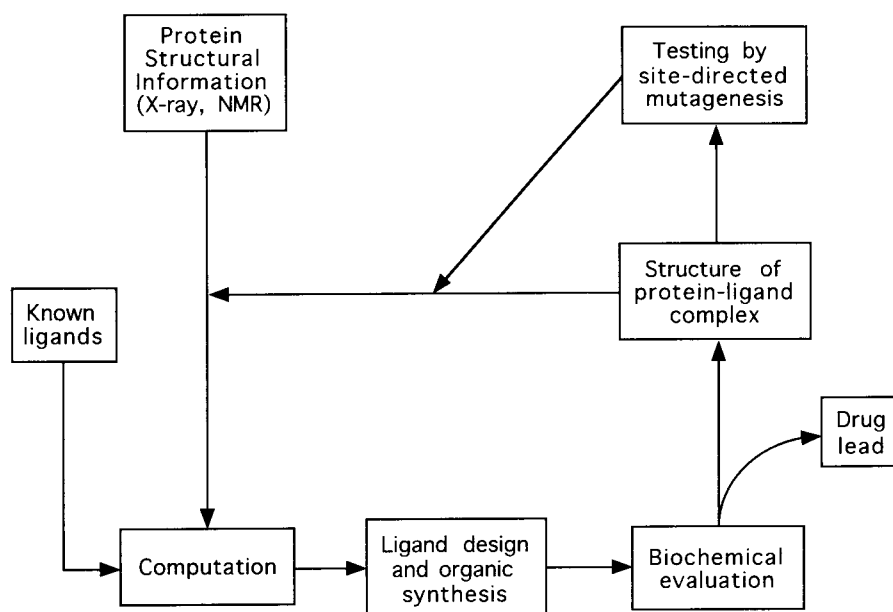 Protein
Structural
Information
(X-ray, NMR)
Testing by
site-directed
mutagenesis
Known
ligands
Structure of
protein-ligand
complex
Drug
lead
Computation
Ligand design
and organic
synthesis
Biochemical
evaluation